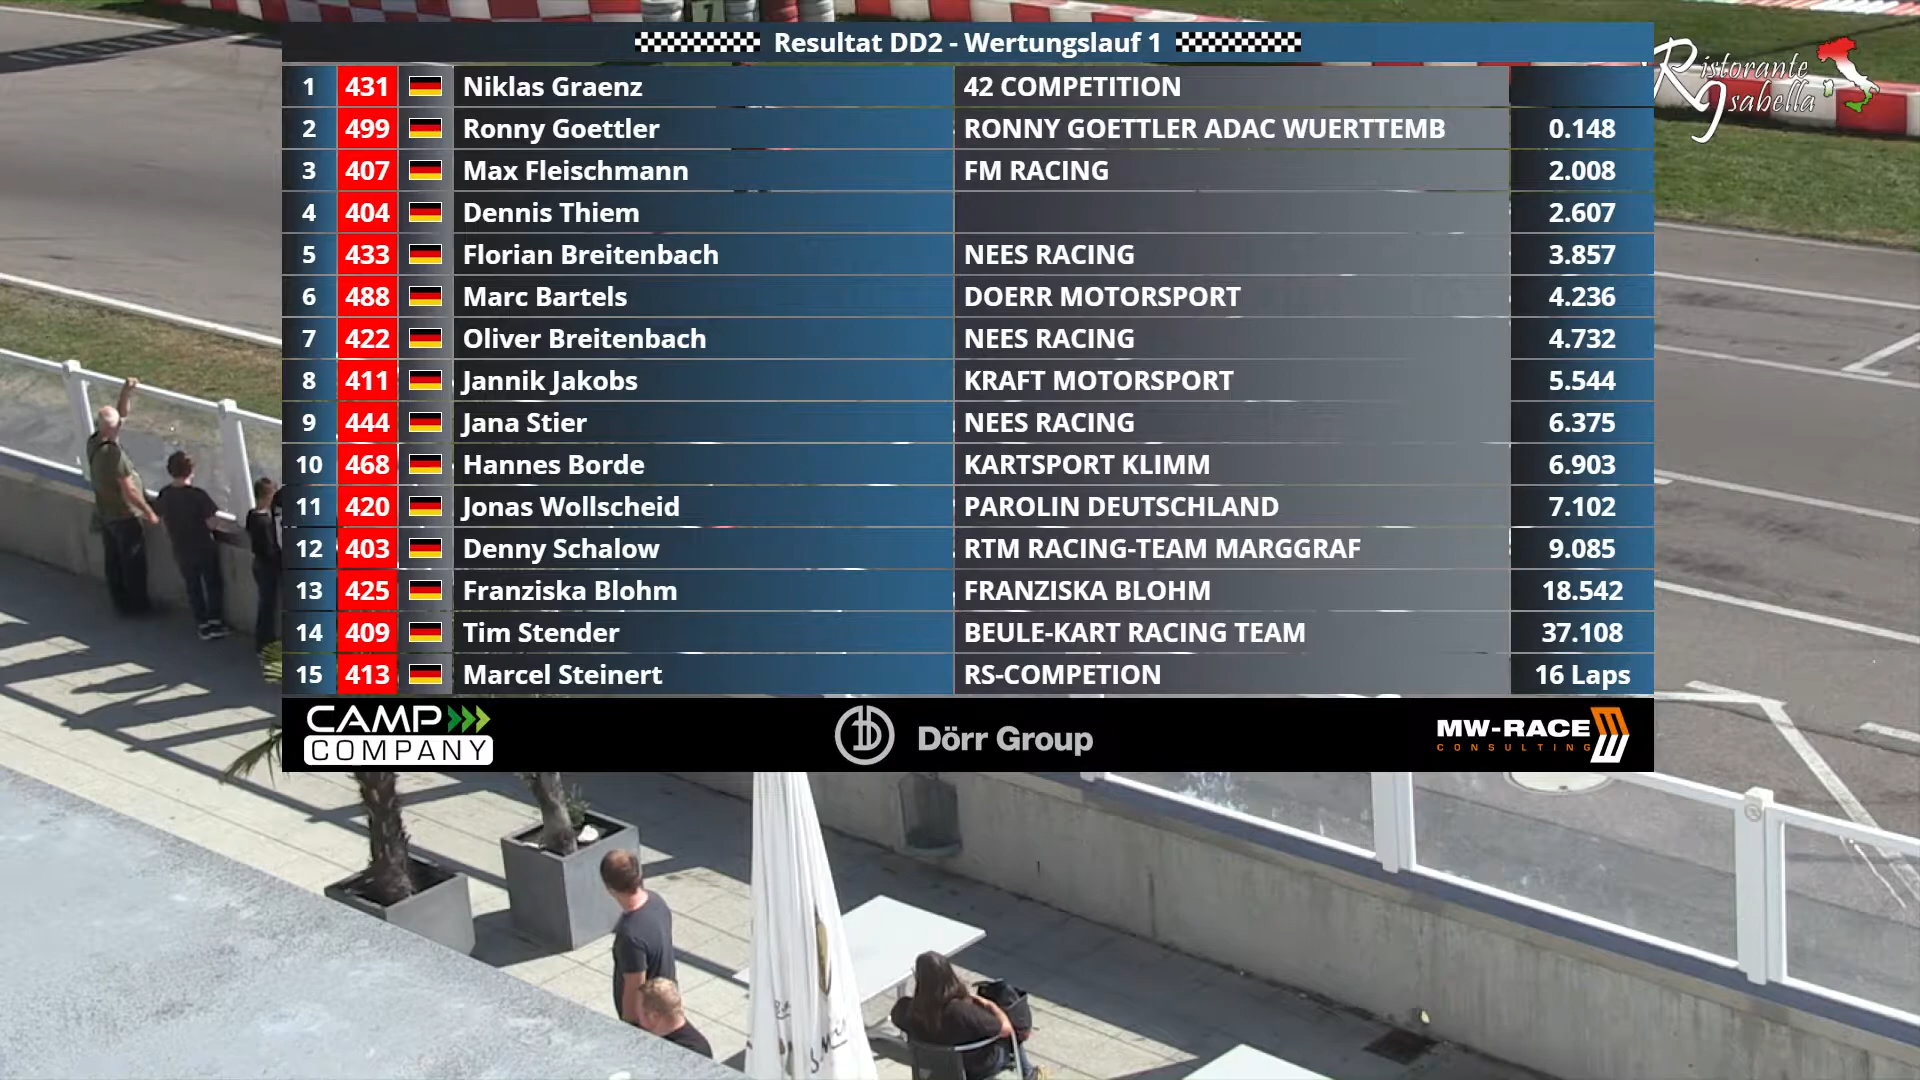 7
Resultat DD2 - Wertungslauf 1
Ristorante
Isabella
1 431 Niklas Graenz 42 COMPETITION
2 499 Ronny Goettler RONNY GOETTLER ADAC WUERTTEMB 0.148
3 407 Max Fleischmann FM RACING 2.008
4 404 Dennis Thiem 2.607
5 433 Florian Breitenbach NEES RACING 3.857
6 488 Marc Bartels DOERR MOTORSPORT 4.236
7 422 Oliver Breitenbach NEES RACING 4.732
8 411 Jannik Jakobs KRAFT MOTORSPORT 5.544
9 444 Jana Stier NEES RACING 6.375
10 468 Hannes Borde KARTSPORT KLIMM 6.903
11 420 Jonas Wollscheid PAROLIN DEUTSCHLAND 7.102
12 403 Denny Schalow RTM RACING-TEAM MARGGRAF 9.085
13 425 Franziska Blohm FRANZISKA BLOHM 18.542
14 409 Tim Stender BEULE-KART RACING TEAM 37.108
15 413 Marcel Steinert RS-COMPETION 16 Laps
CAMP
COMPANY
Dörr Group
MW-RACE
CONSULTING